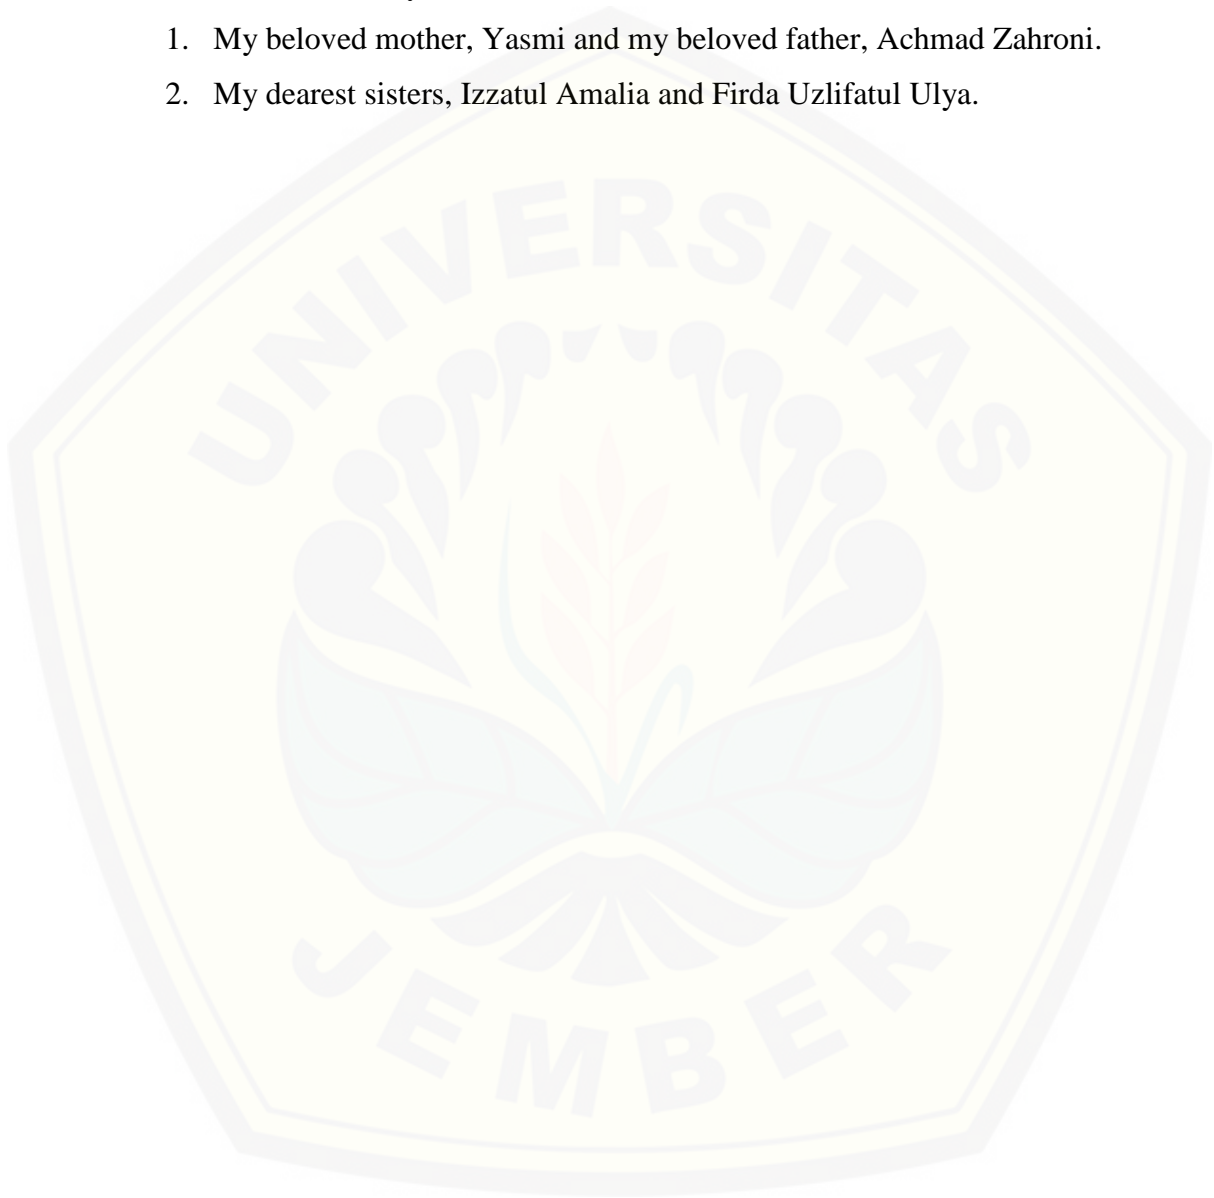 1. My beloved mother, Yasmi and my beloved father, Achmad Zahroni.
2. My dearest sisters, Izzatul Amalia and Firda Uzlifatul Ulya.
UNIVERSITAS
JEMBER